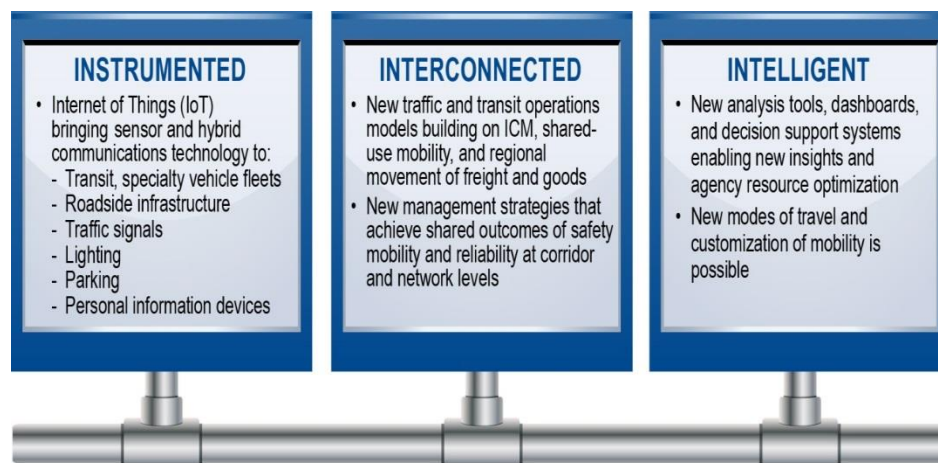 INSTRUMENTED
• Internet of Things (IoT)
bringing sensor and hybrid
communications technology to:
- Transit, specialty vehicle fleets
- Roadside infrastructure
- Traffic signals
- Lighting
- Parking
- Personal information devices
INTERCONNECTED
• New traffic and transit operations
models building on ICM, shared-
use mobility, and regional
movement of freight and goods
• New management strategies that
achieve shared outcomes of safety
mobility and reliability at corridor
and network levels
INTELLIGENT
• New analysis tools, dashboards,
and decision support systems
enabling new insights and
agency resource optimization
• New modes of travel and
customization of mobility is
possible